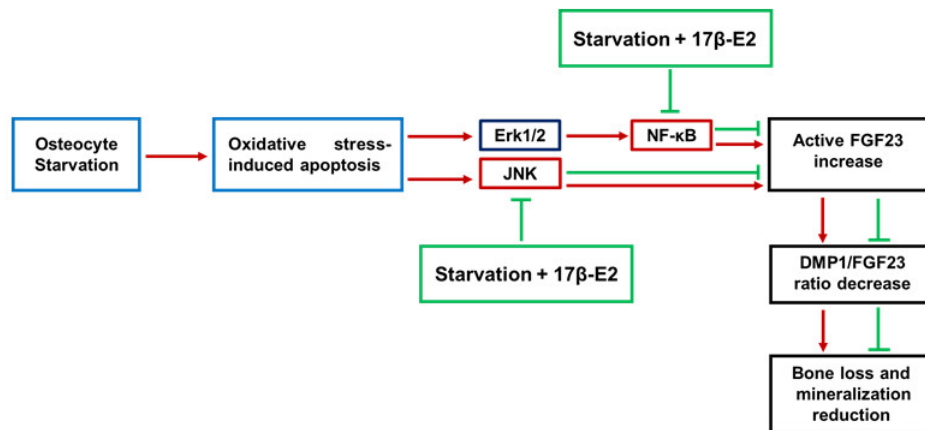 Starvation + 17β-E2
Osteocyte
Starvation
Oxidative stress-
induced apoptosis
Erk1/2
NF-κB
JNK
Active FGF23
increase
Starvation + 17β-E2
DMP1/FGF23
ratio decrease
Bone loss and
mineralization
reduction